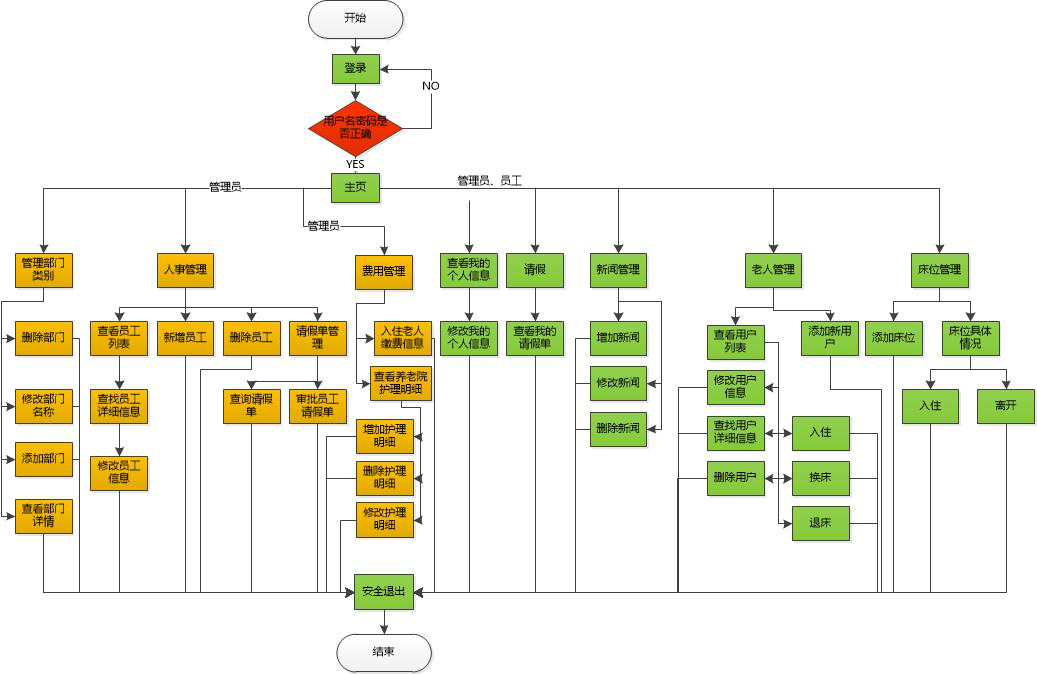 开始
登录
NO
用户名密码是
否正确
YES
管理员
主页
管理员、员工
管理员
管理部门
类别
人事管理
费用管理
查看我的
个人信息
请假
新闻管理
老人管理
床位管理
删除部门
查看员工
列表
新增员工
删除员工
请假单管
理
入住老人
缴费信息
修改我的
个人信息
查看我的
请假单
增加新闻
查看用户
列表
添加新用
户
添加床位
床位具体
情况
修改部门
名称
查找员工
详细信息
查询请假
单
审批员工
请假单
查看养老院
护理明细
修改新闻
修改用户
信息
入住
离开
添加部门
修改员工
信息
增加护理
明细
删除新闻
查找用户
详细信息
入住
删除护理
明细
删除用户
换床
查看部门
详情
修改护理
明细
退床
安全退出
结束